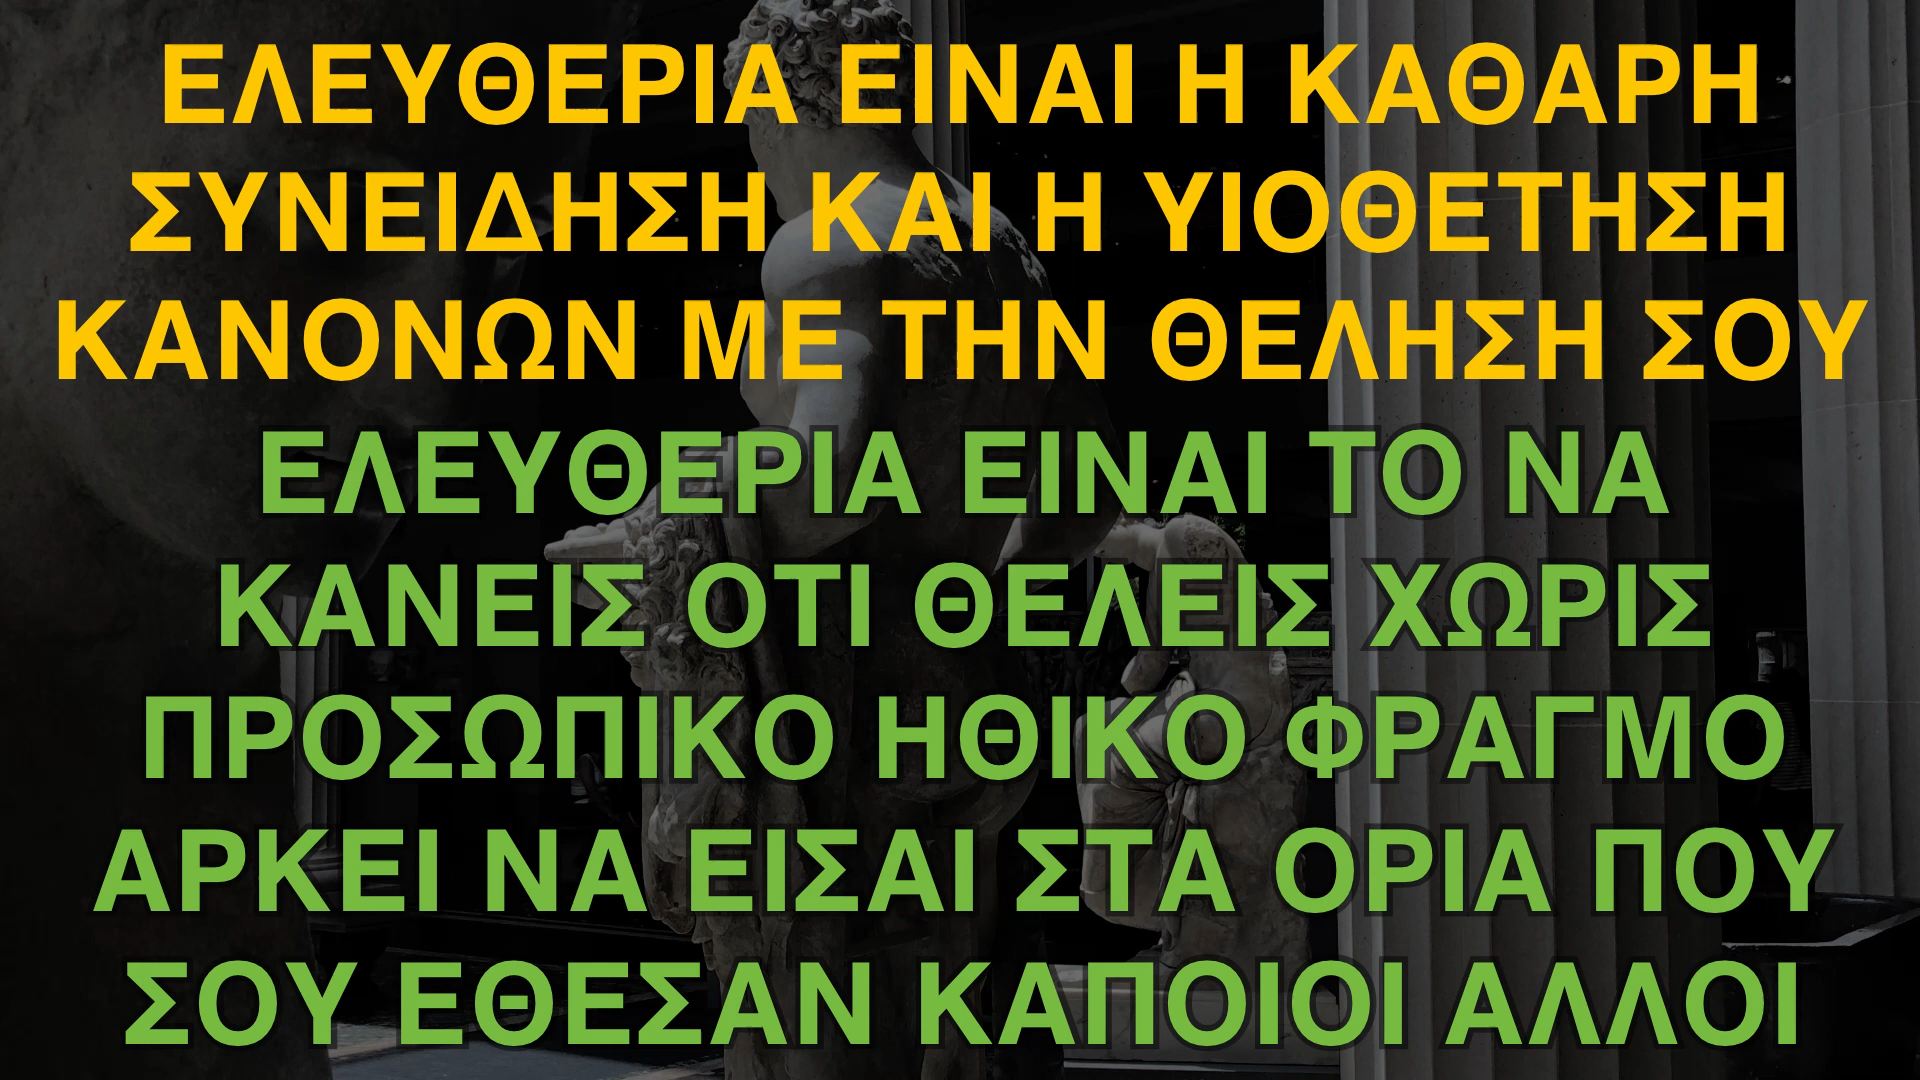 ΕΛΕΥΘΕΡΙΑ ΕΙΝΑΙ Η ΚΑΘΑΡΗ
ΣΥΝΕΙΔΗΣΗ ΚΑΙ Η ΥΙΟΘΕΤΗΣΗ
ΚΑΝΟΝΩΝ ΜΕ ΤΗΝ ΘΕΛΗΣΗ ΣΟΥ
ΕΛΕΥΘΕΡΙΑ ΕΙΝΑΙ ΤΟ ΝΑ
ΚΑΝΕΙΣ ΟΤΙ ΘΕΛΕΙΣ ΧΩΡΙΣ
ΠΡΟΣΩΠΙΚΟ ΗΘΙΚΟ ΦΡΑΓΜΟ
ΑΡΚΕΙ ΝΑ ΕΙΣΑΙ ΣΤΑ ΟΡΙΑ ΠΟΥ
ΣΟΥ ΕΘΕΣΑΝ ΚΑΠΟΙΟΙ ΑΛΛΟΙ